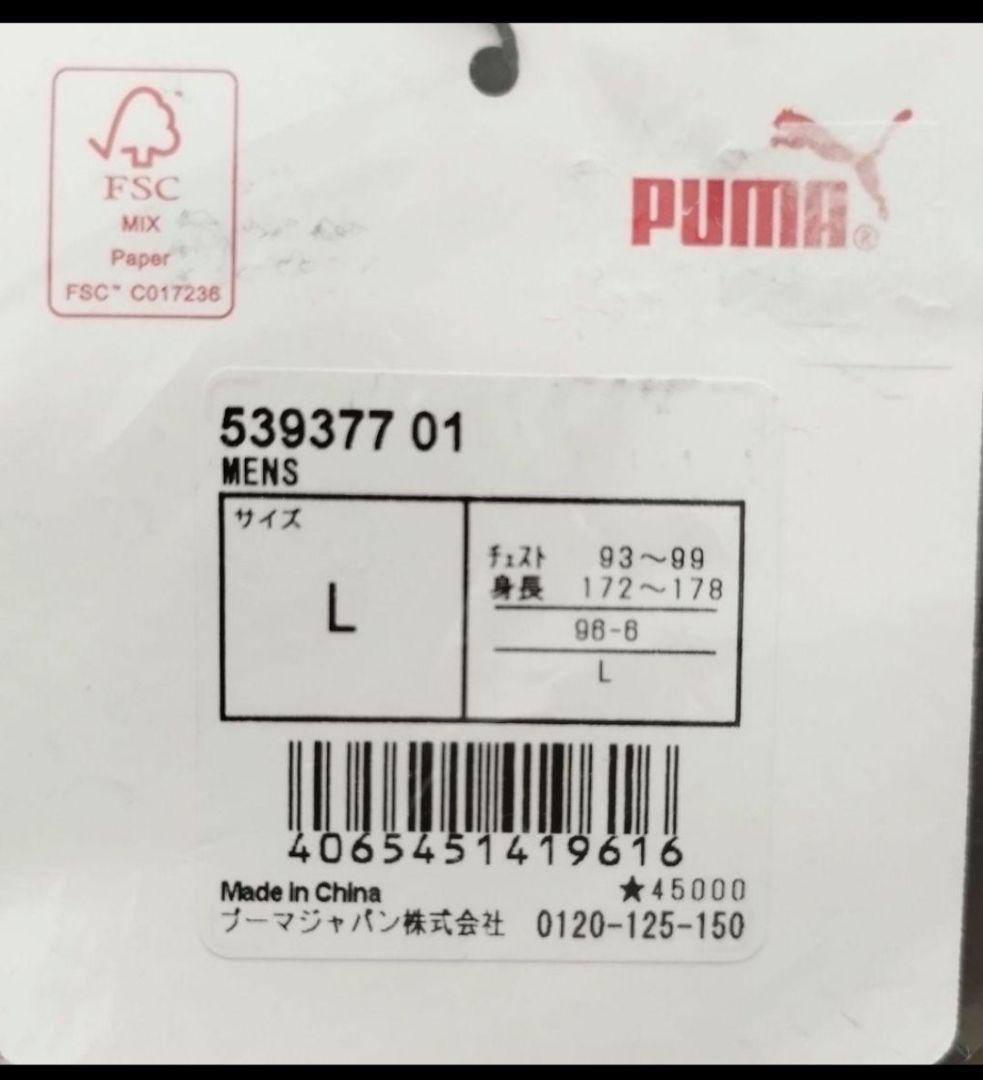 FSC
MIX
Paper
FSC™ C017236
PUMA®
539377 01
MENS
サイズ
L
チェスト 93～99
身長 172～178
96-6
L
4065451419616
Made in China
★45000
プーマジャパン株式会社 0120-125-150